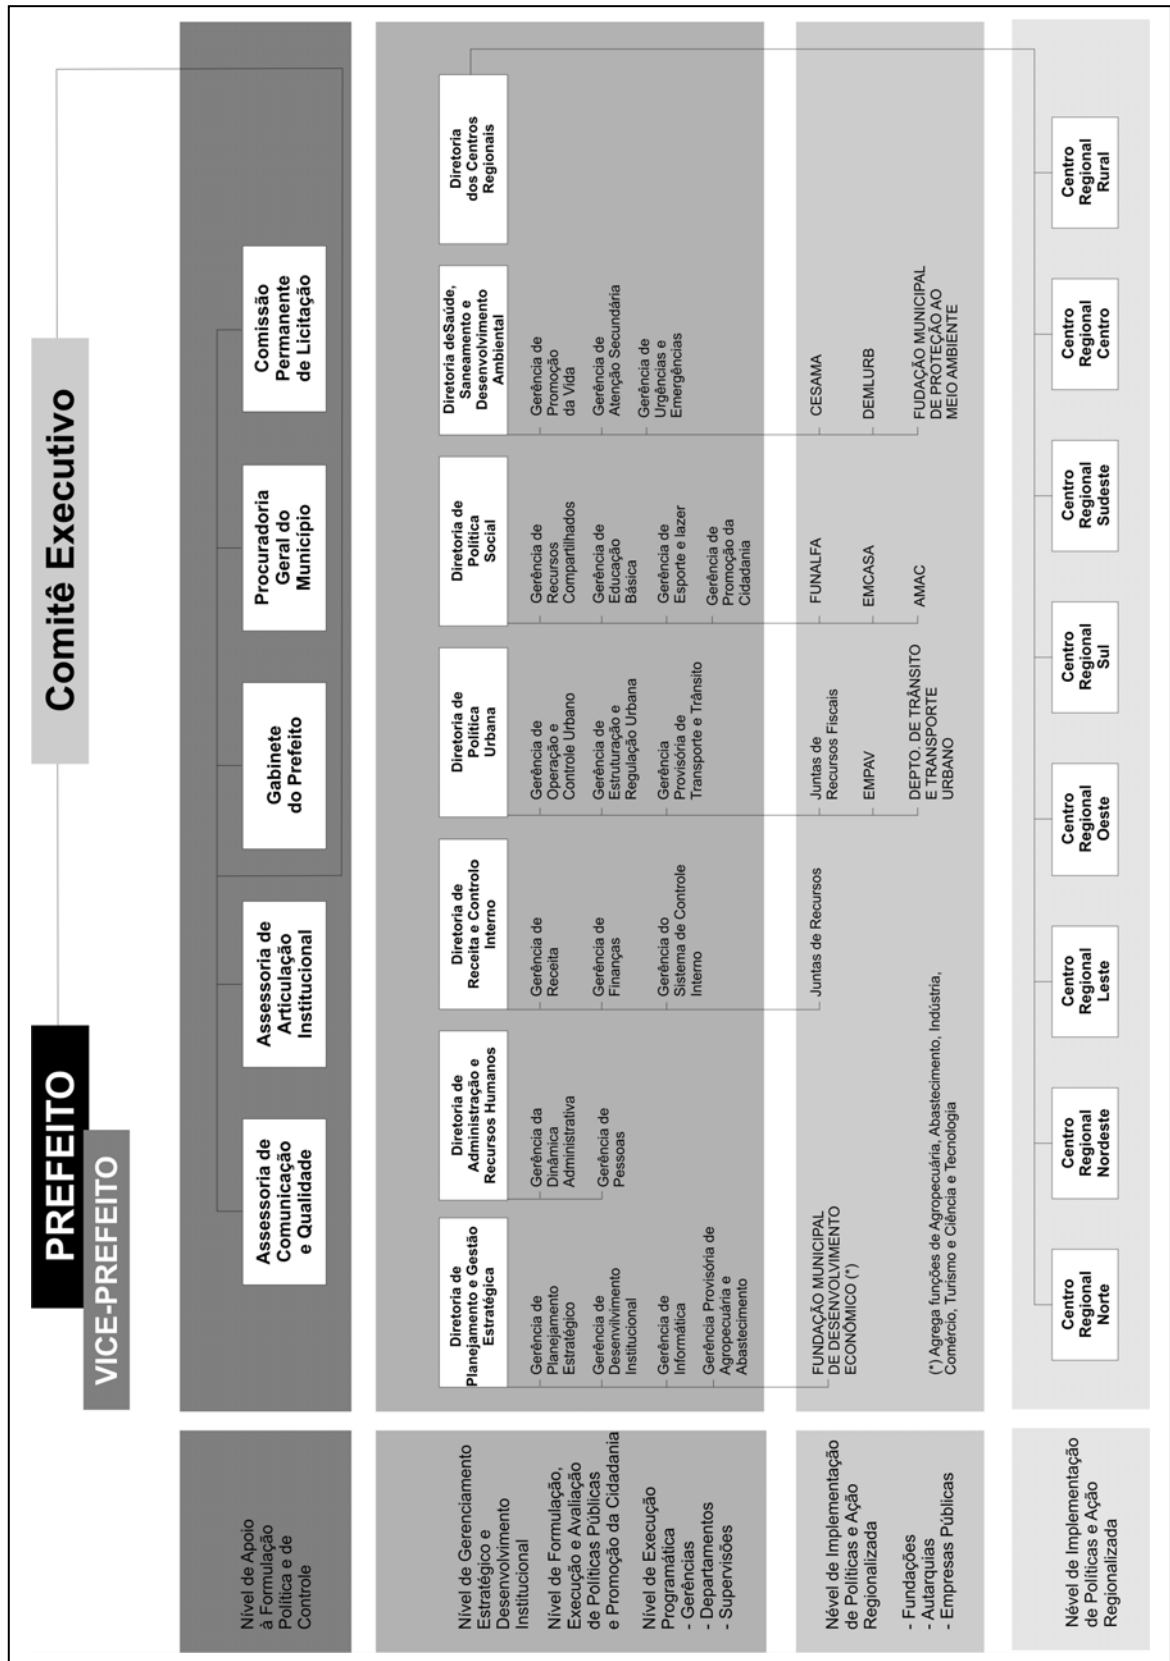 PREFEITO
VICE-PREFEITO
Comitê Executivo
Nível de Apoio
à Formulação
Política e de
Controle
Assessoria de
Comunicação
e Qualidade
Assessoria de
Articulação
Institucional
Gabinete
do Prefeito
Procuradoria
Geral do
Município
Comissão
Permanente
de Licitação
Nível de Gerenciamento
Estratégico e
Desenvolvimento
Institucional
Nível de Formulação,
Execução e Avaliação
de Políticas Públicas
e Promoção da Cidadania
Nível de Execução
Programática
- Gerências
- Departamentos
- Supervisões
Diretoria de
Planejamento e Gestão
Estratégica
Gerência de
Planejamento
Estratégico
Gerência de
Desenvilvimento
Institucional
Gerência de
Informática
Gerência Provisória de
Agropecuária e
Abastecimento
Diretoria de
Administração e
Recursos Humanos
Gerência da
Dinâmica
Administrativa
Gerência de
Pessoas
Diretoria de
Receita e Controlo
Interno
Gerência de
Receita
Gerência de
Finanças
Gerência do
Sistema de Controle
Interno
Diretoria de
Política
Urbana
Gerência de
Operação e
Controle Urbano
Gerência de
Estruturação e
Regulação Urbana
Gerência
Provisória de
Transporte e Trânsito
Diretoria de
Política
Social
Gerência de
Recursos
Compartilhados
Gerência de
Educação
Básica
Gerência de
Esporte e lazer
Gerência de
Promoção da
Cidadania
Diretoria deSaúde,
Saneamento e
Desenvolvimento
Ambiental
Gerência de
Promoção
da Vida
Gerência de
Atenção Secundária
Gerência de
Urgências e
Emergências
Diretoria
dos Centros
Regionais
Névei de Implementação
de Políticas e Ação
Regionalizada
- Fundações
- Autarquias
- Empresas Públicas
FUNDAÇÃO MUNICIPAL
DE DESENVOLVIMENTO
ECONÔMICO (*)
Juntas de Recursos
Juntas de
Recursos Fiscais
EMPAV
DEPTO. DE TRÂNSITO
E TRANSPORTE
URBANO
FUNALFA
EMCASA
AMAC
CESAMA
DEMLURB
FUDAÇÃO MUNICIPAL
DE PROTEÇÃO AO
MEIO AMBIENTE
(*) Agrega funções de Agropecuária, Abastecimento, Indústria,
Comércio, Turismo e Ciência e Tecnologia
Névei de Implementação
de Políticas e Ação
Regionalizada
Centro
Regional
Norte
Centro
Regional
Nordeste
Centro
Regional
Leste
Centro
Regional
Oeste
Centro
Regional
Sul
Centro
Regional
Sudeste
Centro
Regional
Centro
Centro
Regional
Rural